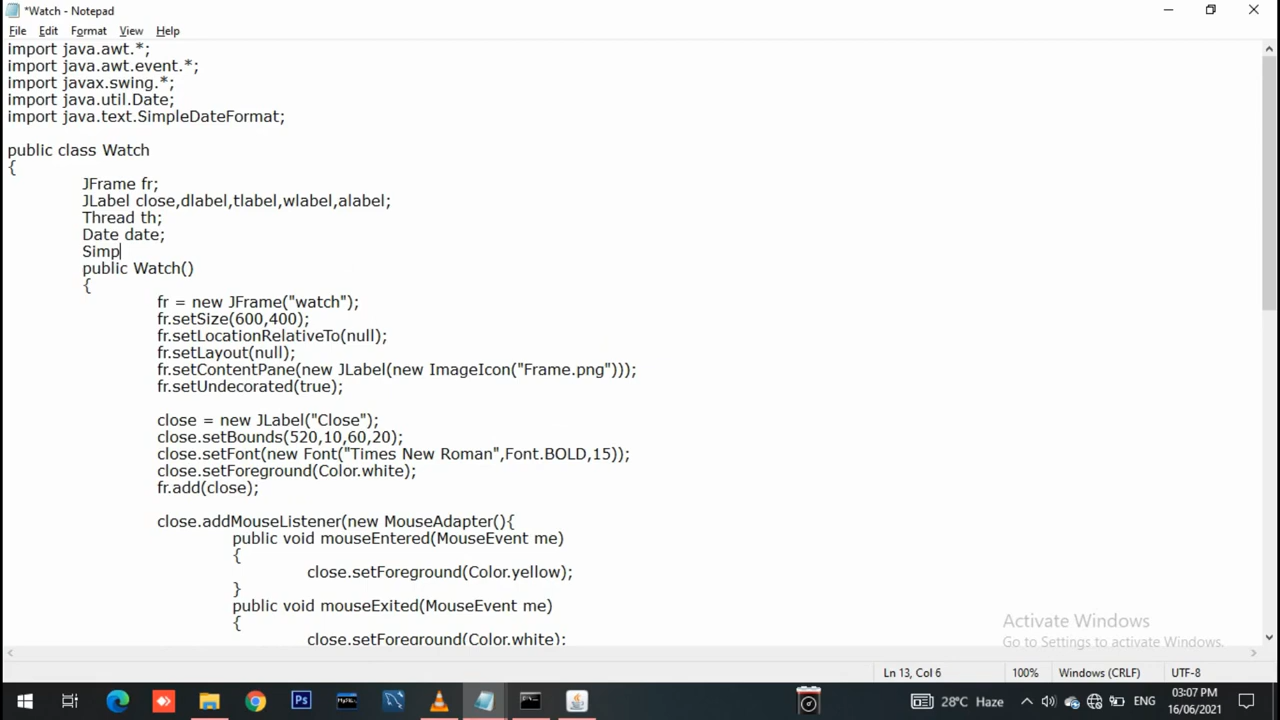 *Watch - Notepad
File Edit Format View Help
import java.awt.*;
import java.awt.event.*;
import javax.swing.*;
import java.util.Date;
import java.text.SimpleDateFormat;
public class Watch
{
JFrame fr;
JLabel close,dlabel,tlabel,wlabel,alabel;
Thread th;
Date date;
Simp
public Watch()
{
fr = new JFrame("watch");
fr.setSize(600,400);
fr.setLocationRelativeTo(null);
fr.setLayout(null);
fr.setContentPane(new JLabel(new ImageIcon("Frame.png")));
fr.setUndecorated(true);
close = new JLabel("Close");
close.setBounds(520,10,60,20);
close.setFont(new Font("Times New Roman",Font.BOLD,15));
close.setForeground(Color.white);
fr.add(close);
close.addMouseListener(new MouseAdapter(){
public void mouseEntered(MouseEvent me)
{
close.setForeground(Color.yellow);
}
public void mouseExited(MouseEvent me)
{
close.setForeground(Color.white);
Activate Windows
Go to Settings to activate Windows.
Ln 13, Col 6 100% Windows (CRLF) UTF-8
Ps MySQL 28°C Haze ENG 03:07 PM
16/06/2021